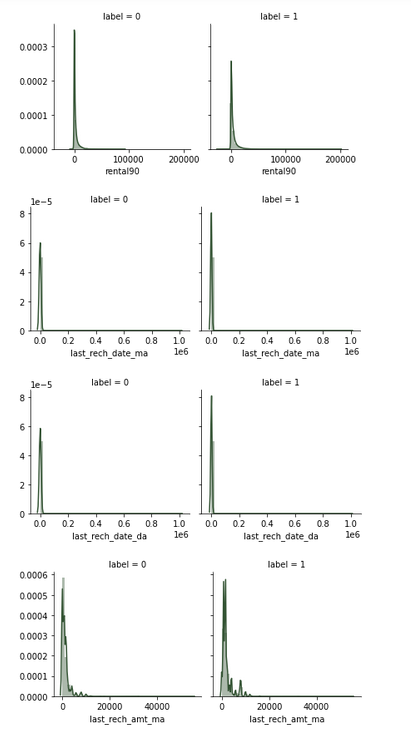 label = 0 label = 1
0.0003
0.0002
0.0001
0.0000
0 100000 200000 0 100000 200000
rental90 rental90
label = 0 label = 1
1e−5
8
6
4
2
0
0.0 0.2 0.4 0.6 0.8 1.0 0.0 0.2 0.4 0.6 0.8 1.0
last_rech_date_ma 1e6 last_rech_date_ma 1e6
label = 0 label = 1
1e−5
8
6
4
2
0
0.0 0.2 0.4 0.6 0.8 1.0 0.0 0.2 0.4 0.6 0.8 1.0
last_rech_date_da 1e6 last_rech_date_da 1e6
label = 0 label = 1
0.0006
0.0005
0.0004
0.0003
0.0002
0.0001
0.0000
0 20000 40000 0 20000 40000
last_rech_amt_ma last_rech_amt_ma